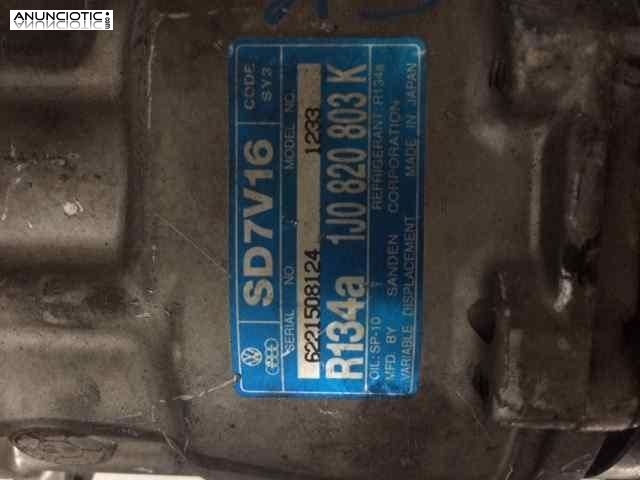 ANUNCIOTIC.com
SD7V16
CODE
SY3
SERIAL NO.
MODEL NO.
6221508124
1233
R134a 1J0 820 803 K
OIL: SP-10 REFRIGERANT: R134a
MFD. BY SANDEN CORPORATION
VARIABLE DISPLACEMENT MADE IN JAPAN